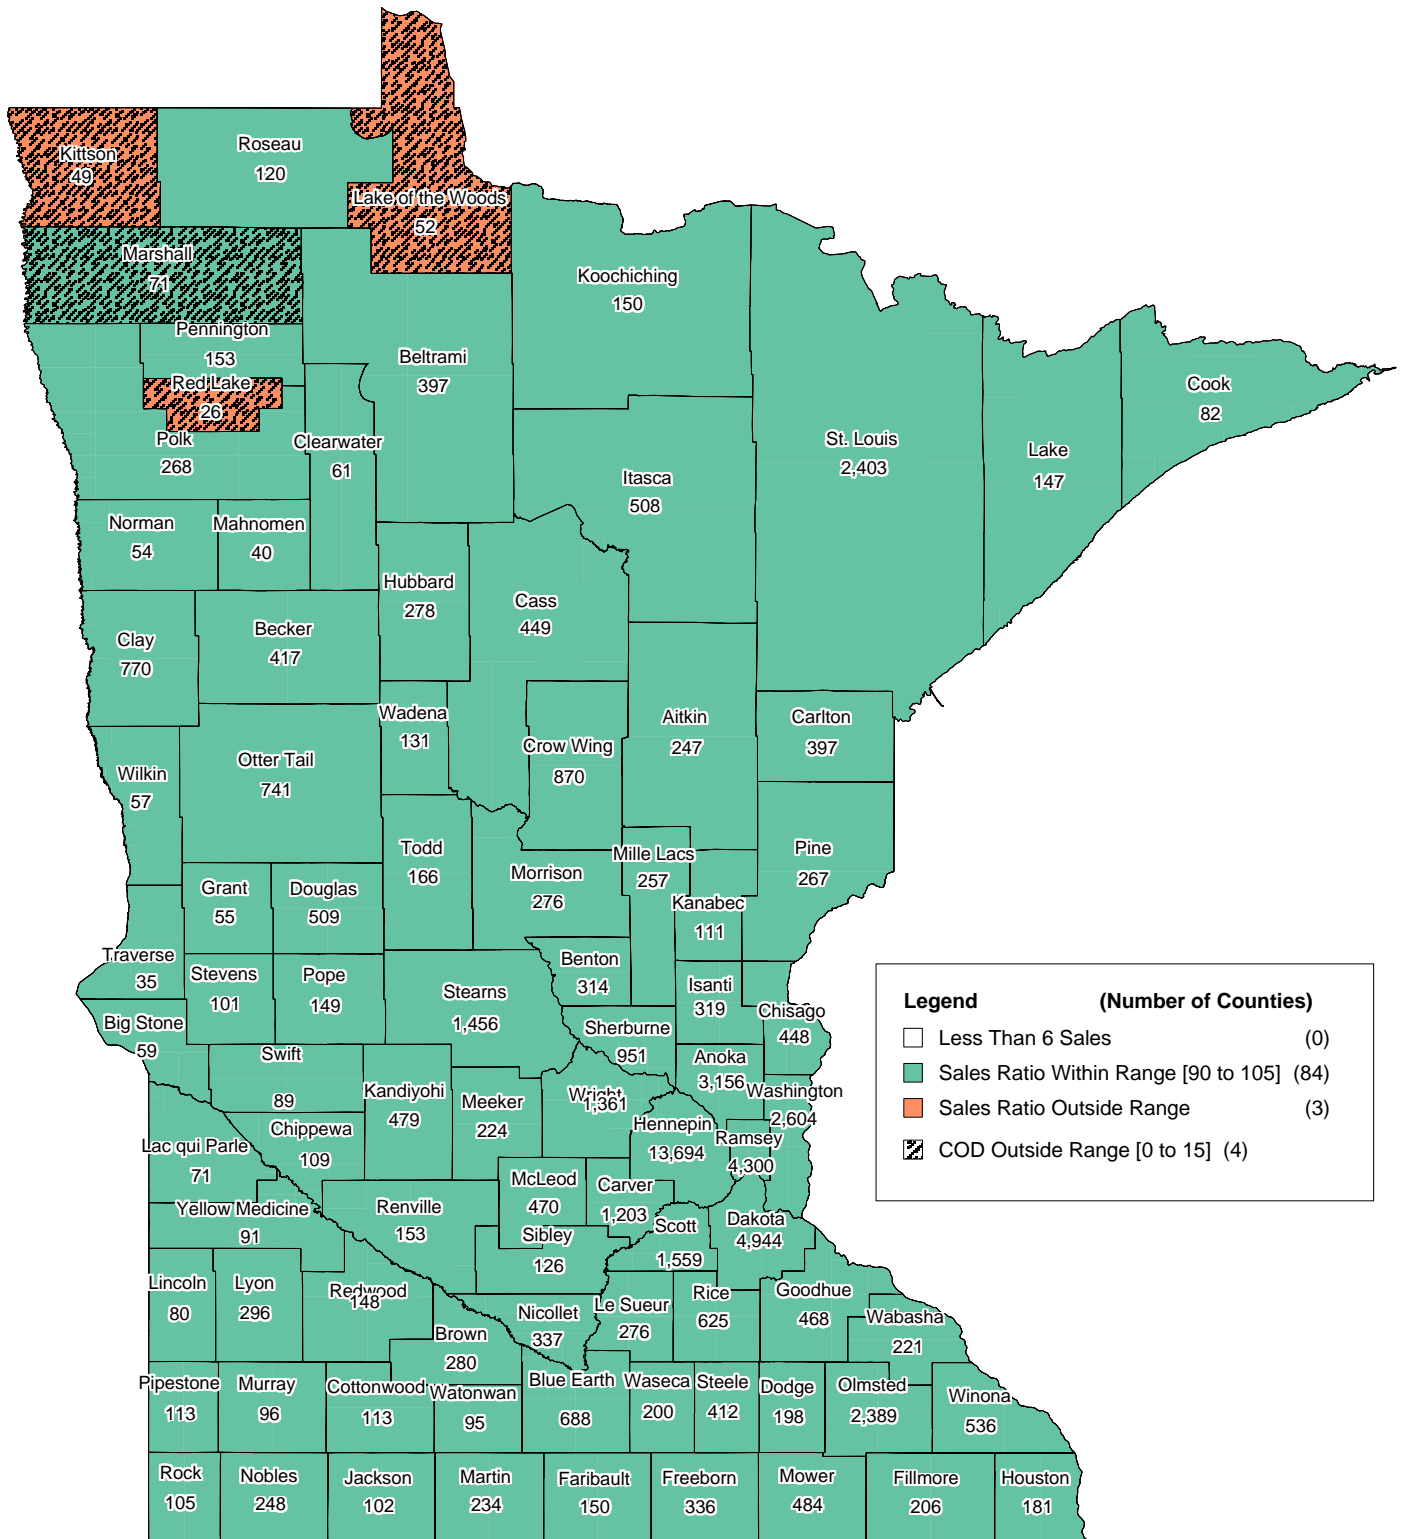 Kittson
49
Roseau
120
Lake of the Woods
52
Marshall
71
Koochiching
150
Pennington
153
Beltrami
397
Red Lake
26
Cook
82
Polk
268
Clearwater
61
St. Louis
2,403
Lake
147
Itasca
508
Norman
54
Mahnomen
40
Hubbard
278
Cass
449
Clay
770
Becker
417
Wadena
131
Aitkin
247
Carlton
397
Crow Wing
870
Otter Tail
741
Wilkin
57
Todd
166
Mille Lacs
257
Pine
267
Morrison
276
Grant
55
Douglas
509
Kanabec
111
Traverse
35
Stevens
101
Pope
149
Benton
314
Stearns
1,456
Isanti
319
Chisago
448
Big Stone
59
Sherburne
951
Swift
89
Anoka
3,156
Kandiyohi
479
Meeker
224
Wright
1,361
Washington
2,604
Hennepin
13,694
Ramsey
4,300
Chippewa
109
Lac qui Parle
71
McLeod
470
Carver
1,203
Yellow Medicine
91
Renville
153
Scott
1,559
Dakota
4,944
Sibley
126
Lincoln
80
Lyon
296
Redwood
148
Nicollet
337
Le Sueur
276
Rice
625
Goodhue
468
Wabasha
221
Brown
280
Pipestone
113
Murray
96
Cottonwood
113
Watonwan
95
Blue Earth
688
Waseca
200
Steele
412
Dodge
198
Olmsted
2,389
Winona
536
Rock
105
Nobles
248
Jackson
102
Martin
234
Faribault
150
Freeborn
336
Mower
484
Fillmore
206
Houston
181
Legend (Number of Counties)
Less Than 6 Sales (0)
Sales Ratio Within Range [90 to 105] (84)
Sales Ratio Outside Range (3)
COD Outside Range [0 to 15] (4)